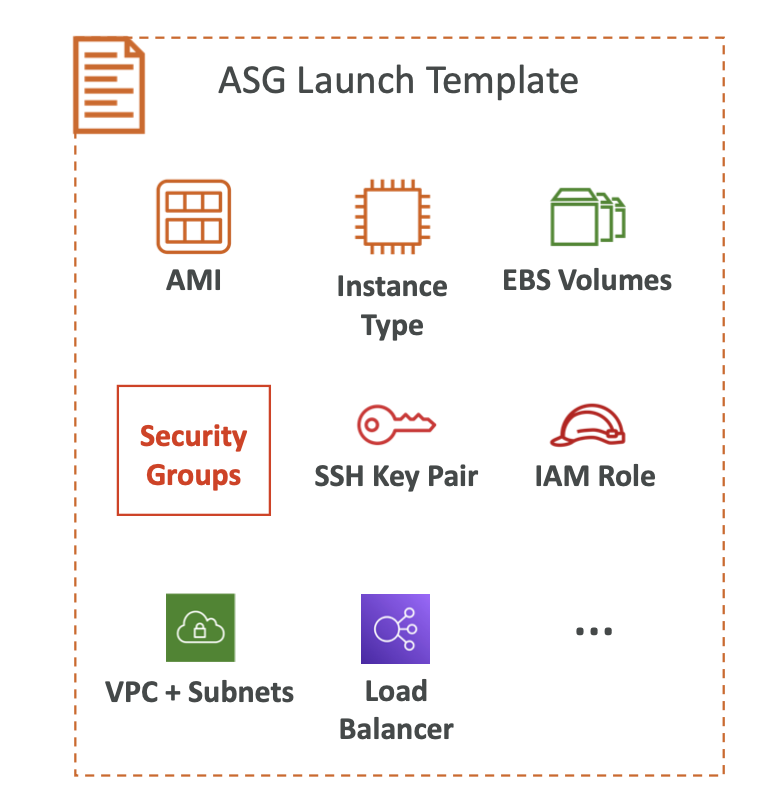 ASG Launch Template
AMI
Instance
Type
EBS Volumes
Security
Groups
SSH Key Pair
IAM Role
VPC + Subnets
Load
Balancer
...